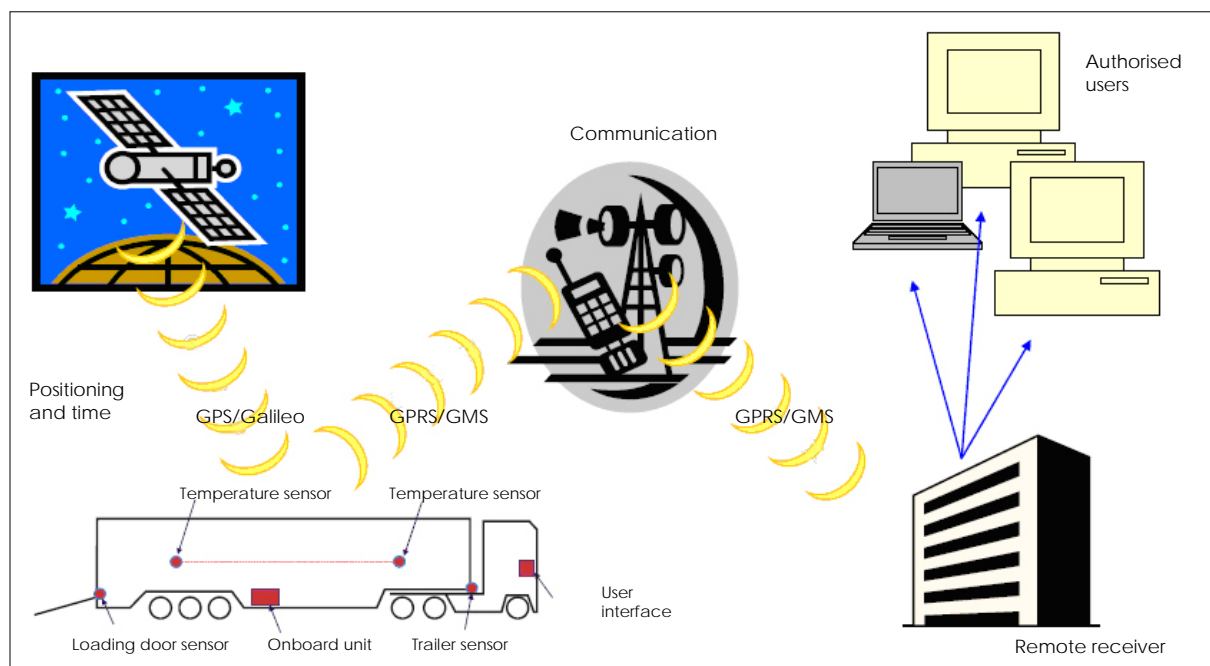 Authorised
users
Communication
Positioning
and time
GPS/Galileo
GPRS/GMS
GPRS/GMS
Temperature sensor
Temperature sensor
User
interface
Loading door sensor
Onboard unit
Trailer sensor
Remote receiver